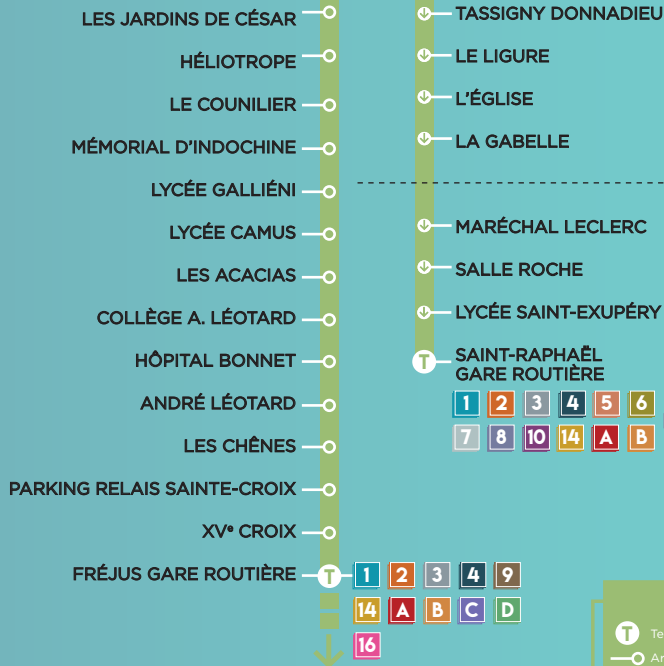 LES JARDINS DE CÉSAR
HÉLIOTROPE
LE COUNILIER
MÉMORIAL D'INDOCHINE
LYCÉE GALLIÉNI
LYCÉE CAMUS
LES ACACIAS
COLLÈGE A. LÉOTARD
HÔPITAL BONNET
ANDRÉ LÉOTARD
LES CHÊNES
PARKING RELAIS SAINTE-CROIX
XVe CROIX
FRÉJUS GARE ROUTIÈRE
T
1 2 3 4 9
14 A B C D
16
TASSIGNY DONNADIEU
LE LIGURE
L'ÉGLISE
LA GABELLE
MARÉCHAL LECLERC
SALLE ROCHE
LYCÉE SAINT-EXUPÉRY
T
SAINT-RAPHAËL
GARE ROUTIÈRE
1 2 3 4 5 6
7 8 10 14 A B
T